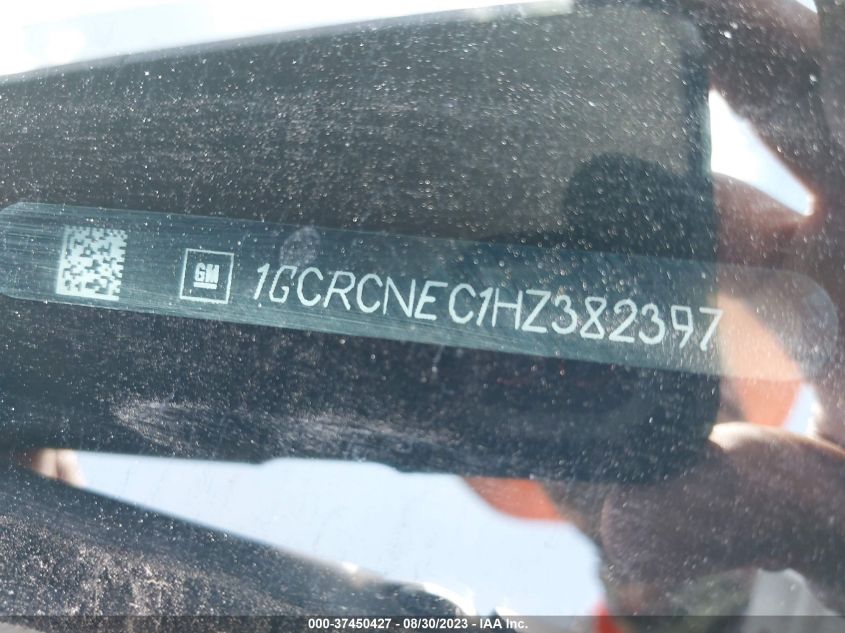 GM 1GCRCNEC1HZ382397
000-37450427 - 08/30/2023 - IAA Inc.